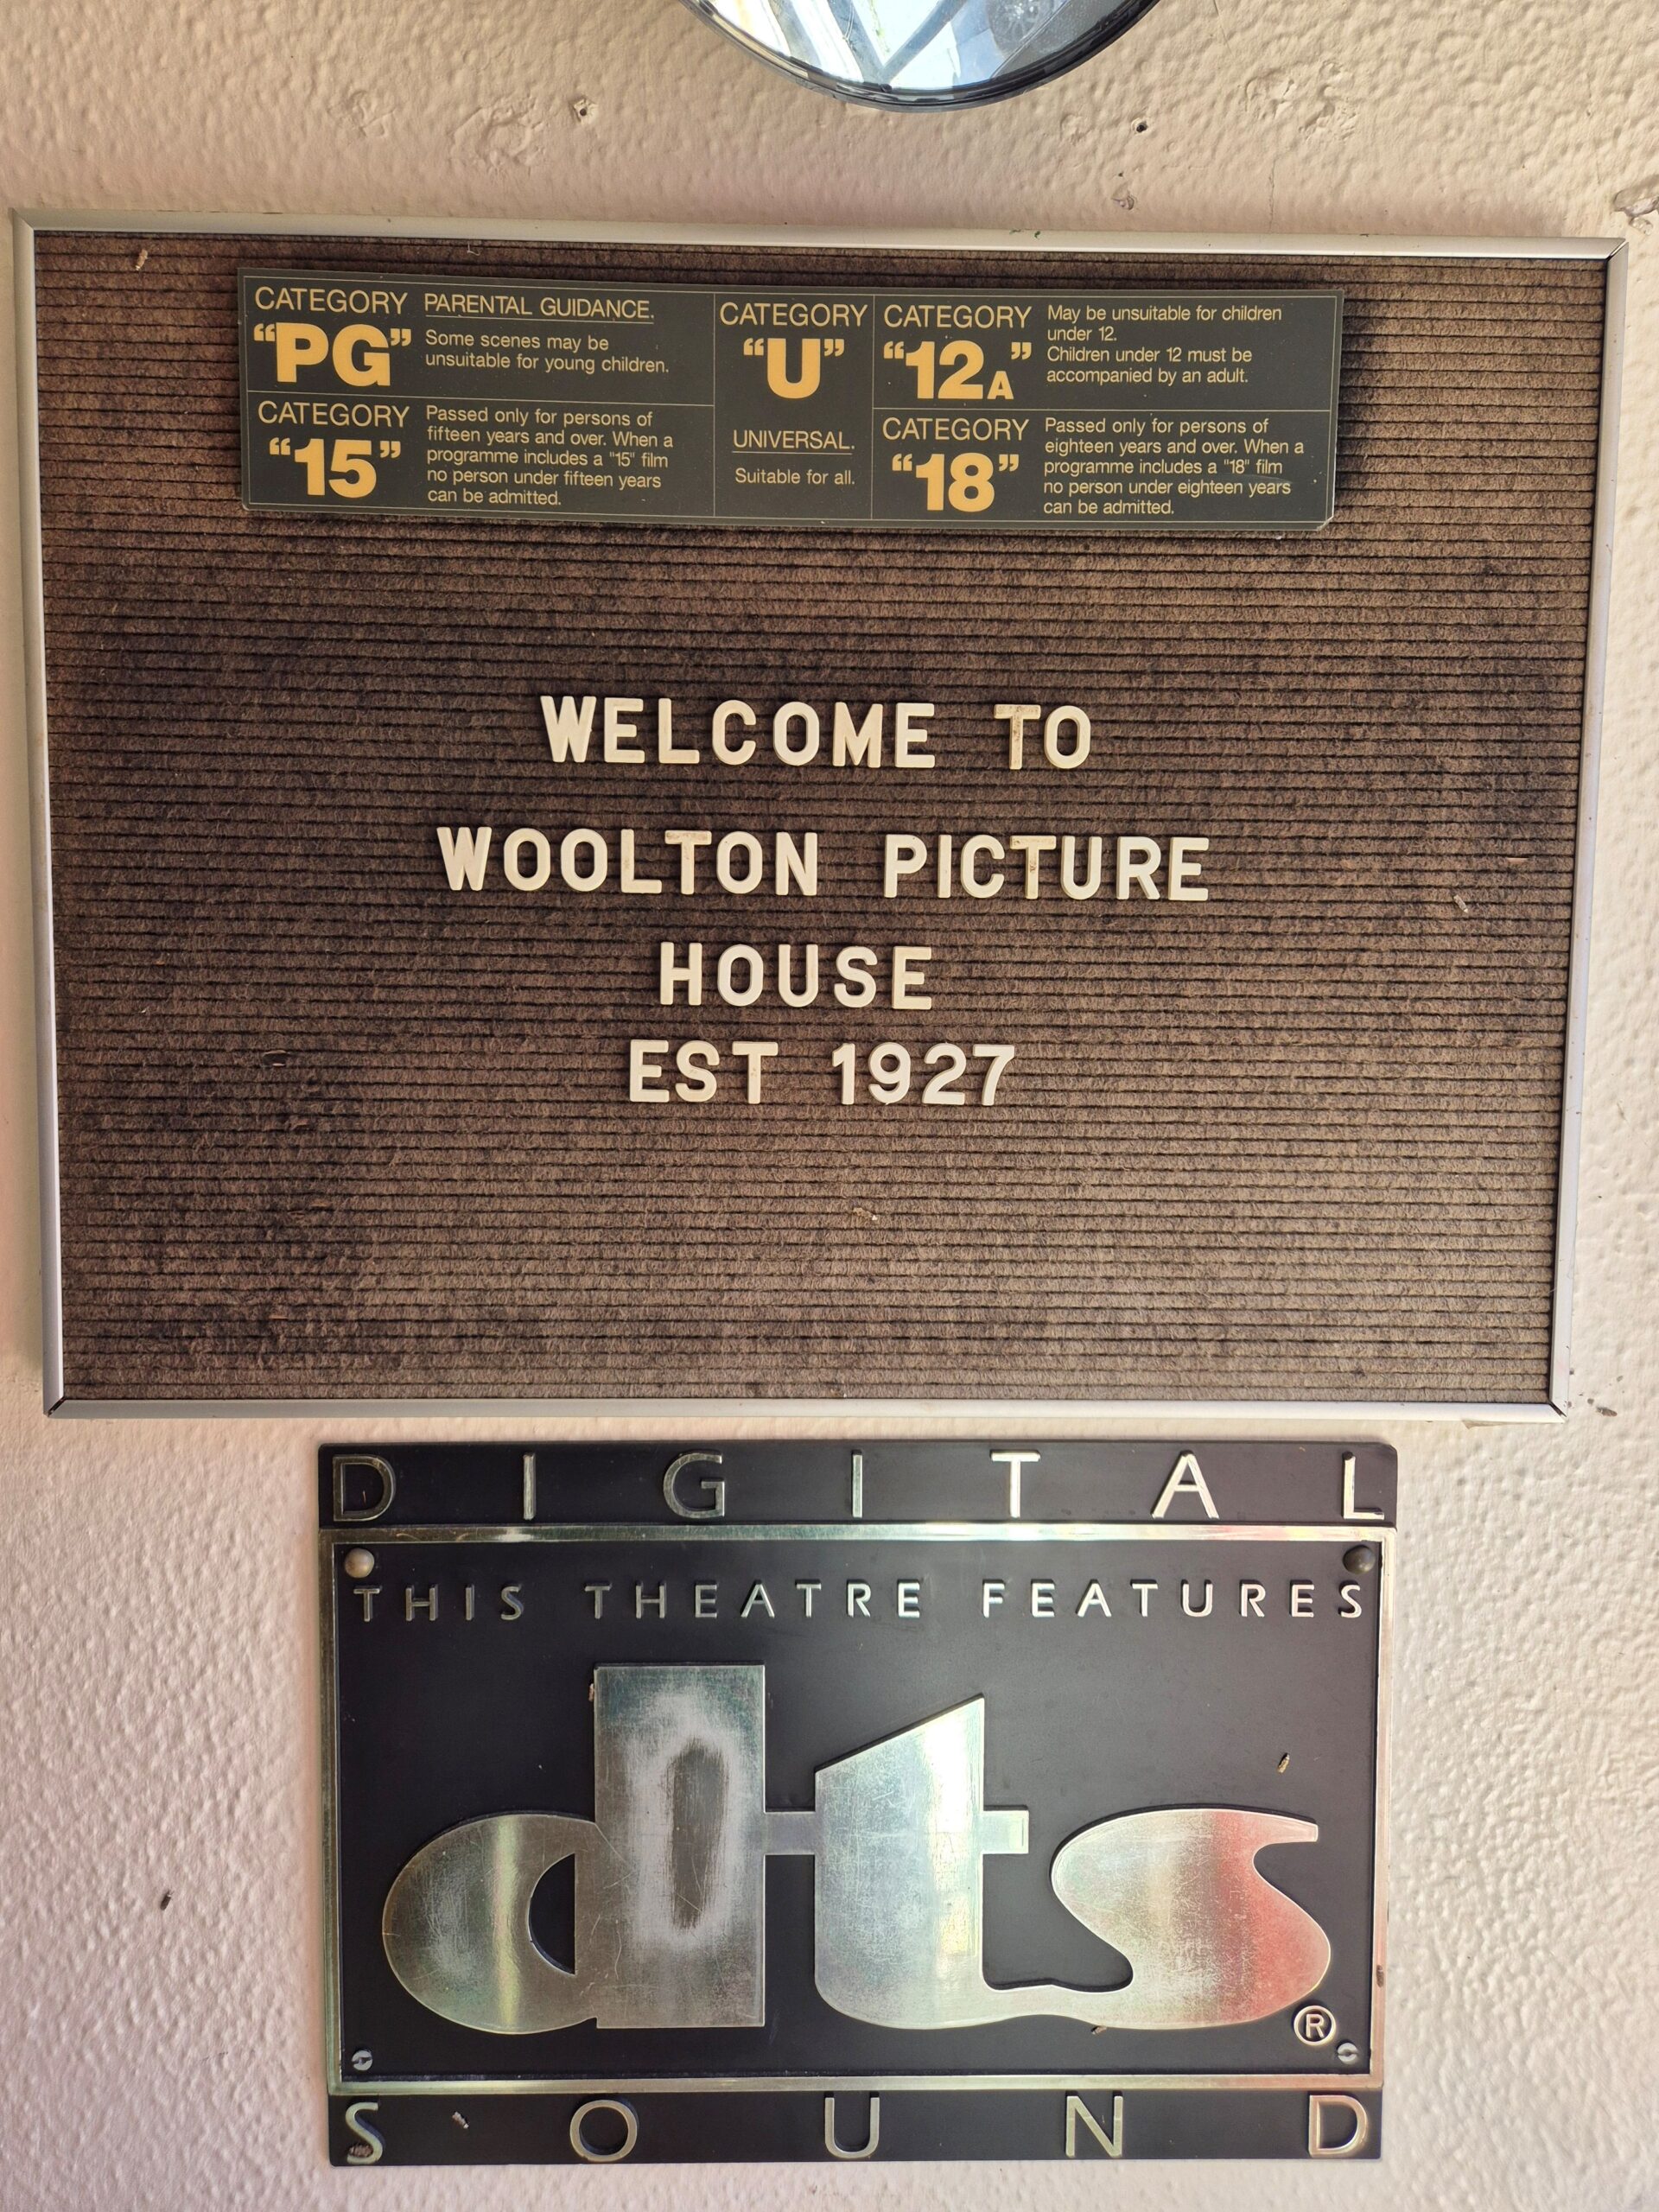 CATEGORY
“PG”
PARENTAL GUIDANCE.
Some scenes may be
unsuitable for young children.
CATEGORY
“15”
Passed only for persons of
fifteen years and over. When a
programme includes a "15" film
no person under fifteen years
can be admitted.
CATEGORY
“U”
UNIVERSAL.
Suitable for all.
CATEGORY
“12A”
May be unsuitable for children
under 12.
Children under 12 must be
accompanied by an adult.
CATEGORY
“18”
Passed only for persons of
eighteen years and over. When a
programme includes a "18" film
no person under eighteen years
can be admitted.
WELCOME TO
WOOLTON PICTURE
HOUSE
EST 1927
DIGITAL
THIS THEATRE FEATURES
dts
®
SOUND